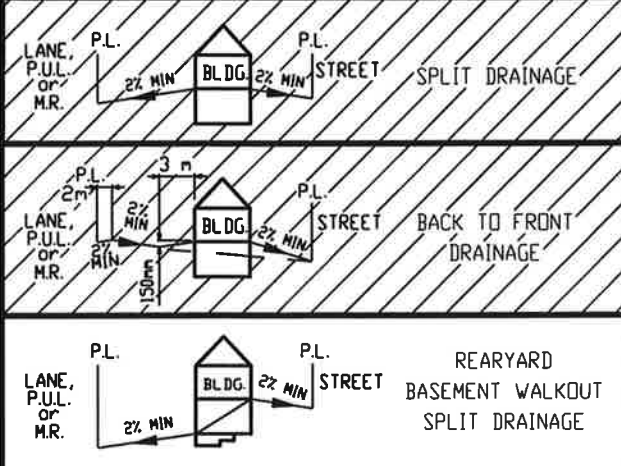 P.L.
P.L.
LANE,
P.U.L.
or
M.R.
2% MIN
BLDG.
2% MIN
STREET
SPLIT DRAINAGE
3 m
P.L.
2m
P.L.
LANE,
P.U.L.
or
M.R.
2%
MIN
2%
MIN
150mm
BLDG.
2% MIN
STREET
BACK TO FRONT
DRAINAGE
P.L.
P.L.
LANE,
P.U.L.
or
M.R.
2% MIN
BLDG.
2% MIN
STREET
REARYARD
BASEMENT WALKOUT
SPLIT DRAINAGE